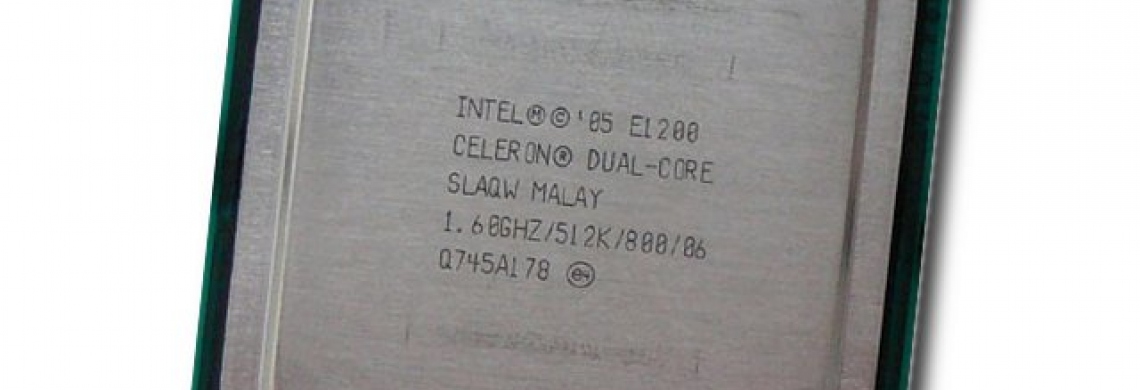 INTEL Ⓜ © '05 E1200
CELERON® DUAL-CORE
SLAQW MALAY
1.60GHZ/512K/800/06
Q745A178 e4